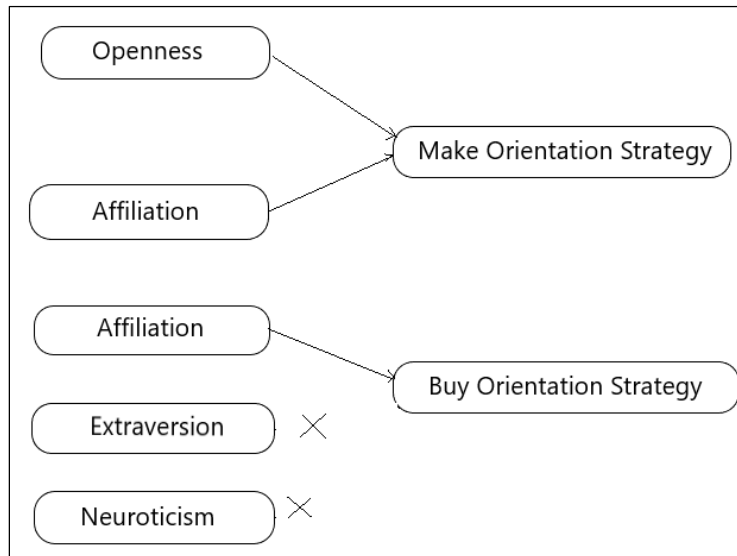 Openness
Make Orientation Strategy
Affiliation
Affiliation
Buy Orientation Strategy
Extraversion
Neuroticism